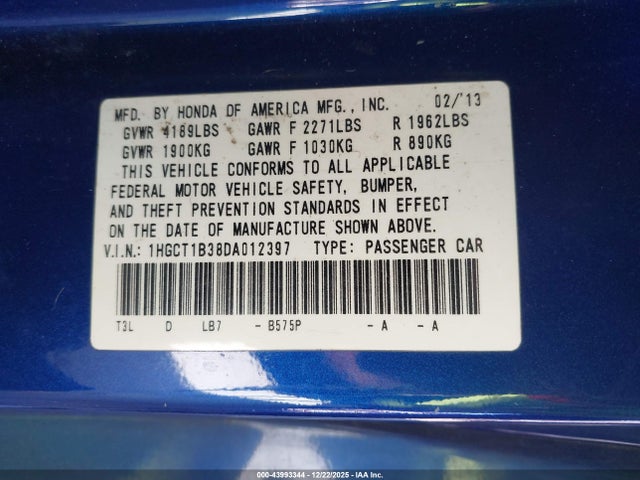 MFD. BY HONDA OF AMERICA MFG., INC. 02/'13
GVWR 4189LBS GAWR F 2271LBS R 1962LBS
GVWR 1900KG GAWR F 1030KG R 890KG
THIS VEHICLE CONFORMS TO ALL APPLICABLE
FEDERAL MOTOR VEHICLE SAFETY, BUMPER,
AND THEFT PREVENTION STANDARDS IN EFFECT
ON THE DATE OF MANUFACTURE SHOWN ABOVE.
V.I.N.: 1HGCT1B38DA012397 TYPE: PASSENGER CAR
T3L D LB7 - B575P - A - A
000-43993344 - 12/22/2025 - IAA Inc.